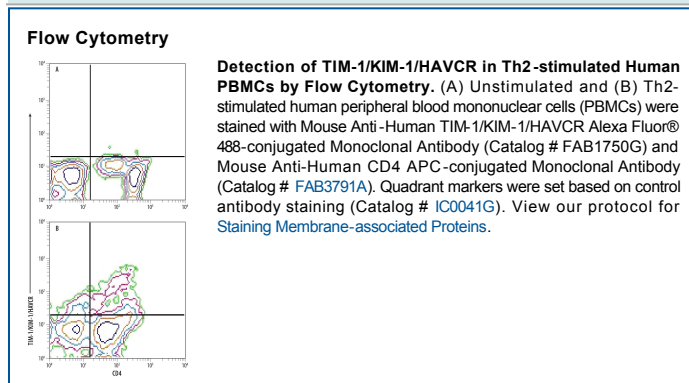 Flow Cytometry
Detection of TIM-1/KIM-1/HAVCR in Th2-stimulated Human
PBMCs by Flow Cytometry. (A) Unstimulated and (B) Th2-
stimulated human peripheral blood mononuclear cells (PBMCs) were
stained with Mouse Anti-Human TIM-1/KIM-1/HAVCR Alexa Fluor®
488-conjugated Monoclonal Antibody (Catalog # FAB1750G) and
Mouse Anti-Human CD4 APC-conjugated Monoclonal Antibody
(Catalog # FAB3791A). Quadrant markers were set based on control
antibody staining (Catalog # IC0041G). View our protocol for
Staining Membrane-associated Proteins.
A
B
TIM-1/KIM-1/HAVCR
CD4